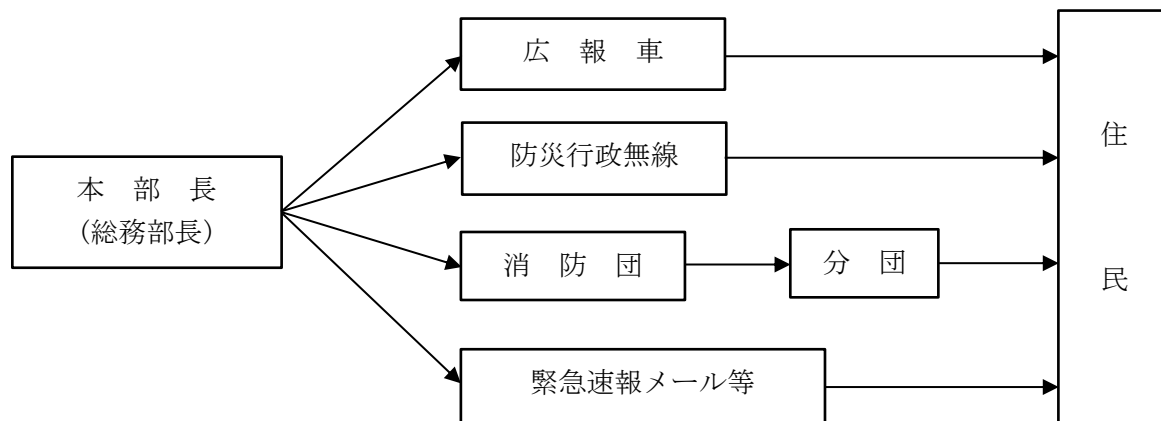 広　報　車
防災行政無線
本　部　長
(総務部長)
消　防　団
分　団
緊急速報メール等
住
民